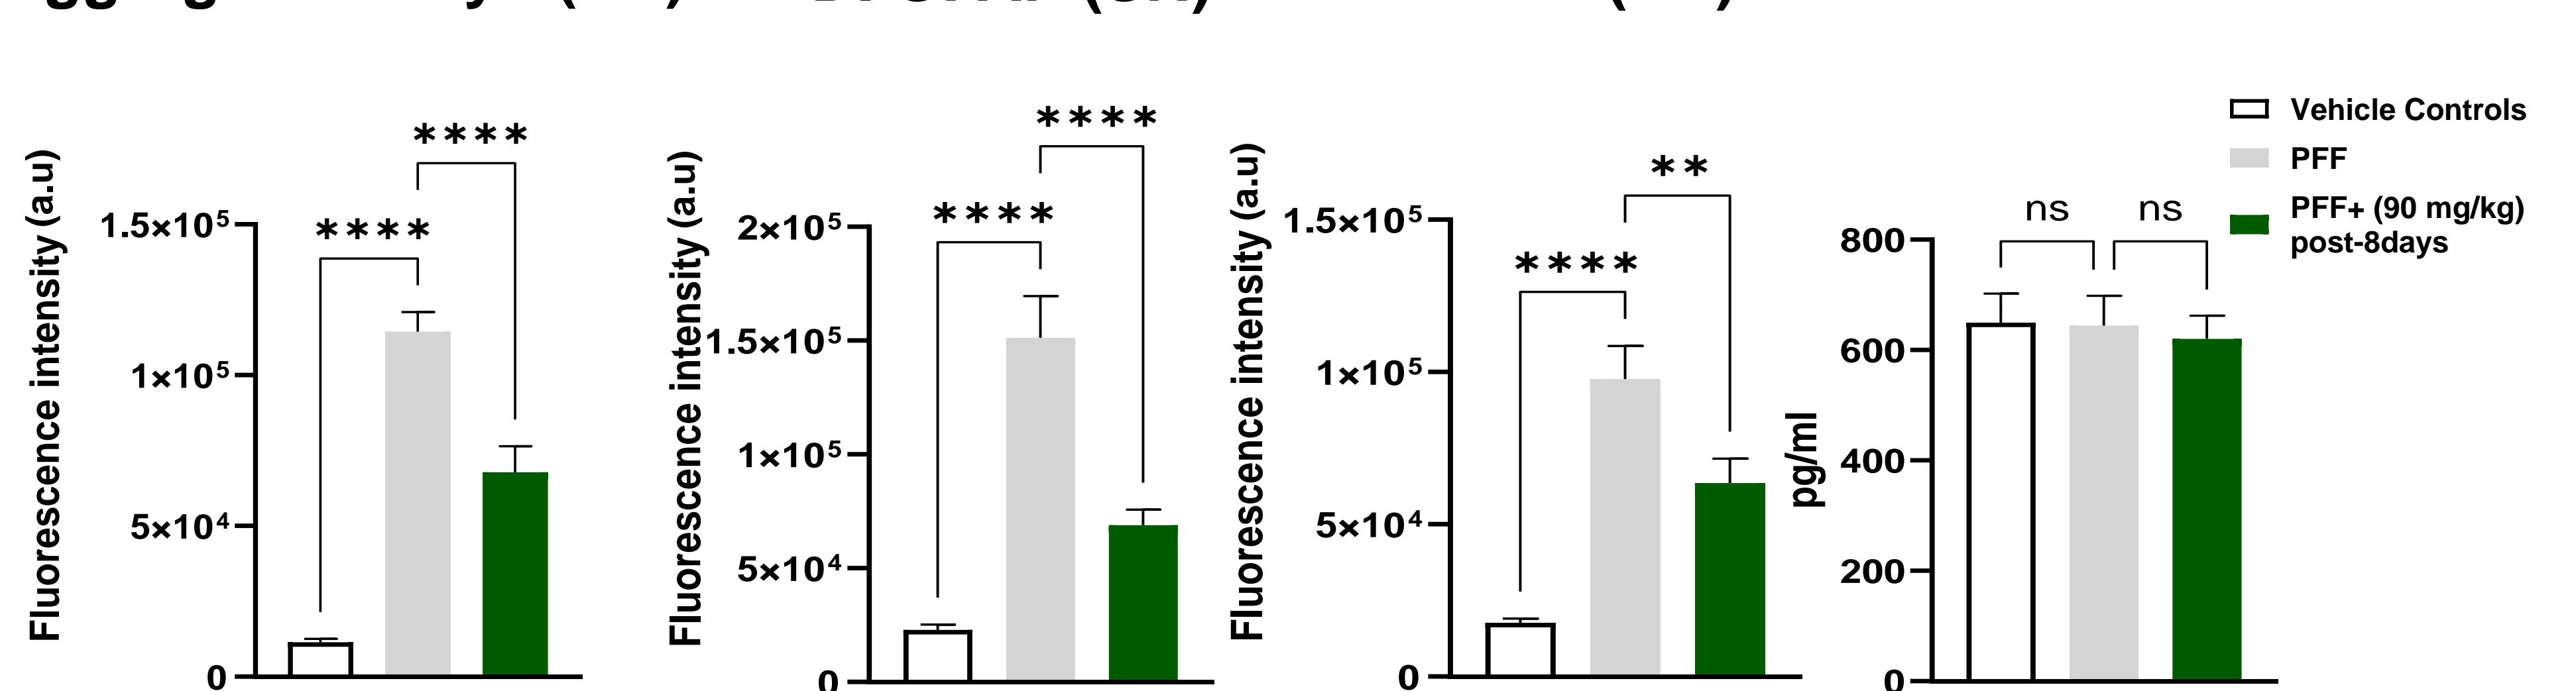 Fluorescence intensity (a.u)
1.5×10⁵
1×10⁵
5×10⁴
0
****
****
Fluorescence intensity (a.u)
2×10⁵
1.5×10⁵
1×10⁵
5×10⁴
0
****
****
Fluorescence intensity (a.u)
1.5×10⁵
1×10⁵
5×10⁴
0
****
**
pg/ml
800
600
400
200
0
ns
ns
Vehicle Controls
PFF
PFF+ (90 mg/kg)
post-8days